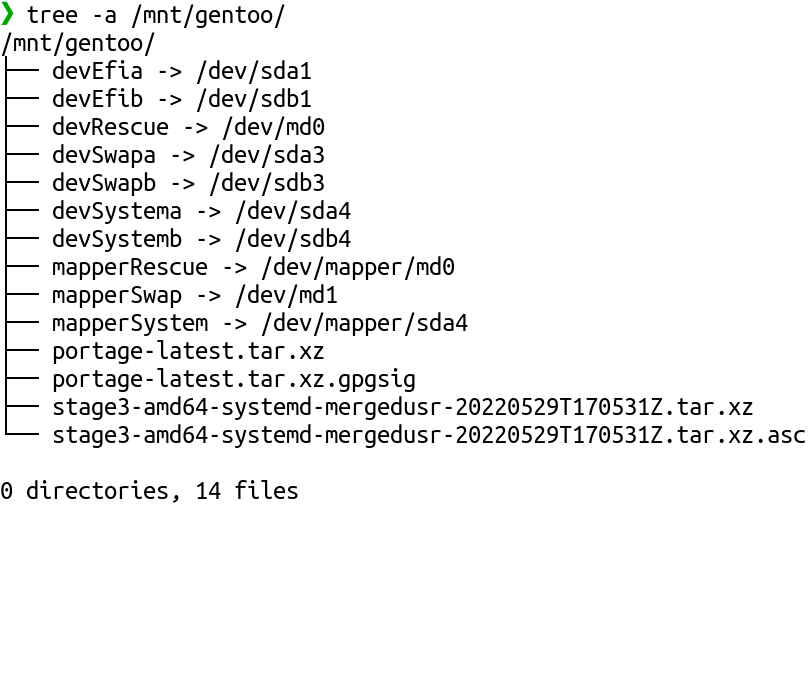 ❯ tree -a /mnt/gentoo/
/mnt/gentoo/
├── devEfia -> /dev/sda1
├── devEfib -> /dev/sdb1
├── devRescue -> /dev/md0
├── devSwapa -> /dev/sda3
├── devSwapb -> /dev/sdb3
├── devSystema -> /dev/sda4
├── devSystemb -> /dev/sdb4
├── mapperRescue -> /dev/mapper/md0
├── mapperSwap -> /dev/md1
├── mapperSystem -> /dev/mapper/sda4
├── portage-latest.tar.xz
├── portage-latest.tar.xz.gpgsig
├── stage3-amd64-systemd-mergedusr-20220529T170531Z.tar.xz
└── stage3-amd64-systemd-mergedusr-20220529T170531Z.tar.xz.asc
0 directories, 14 files